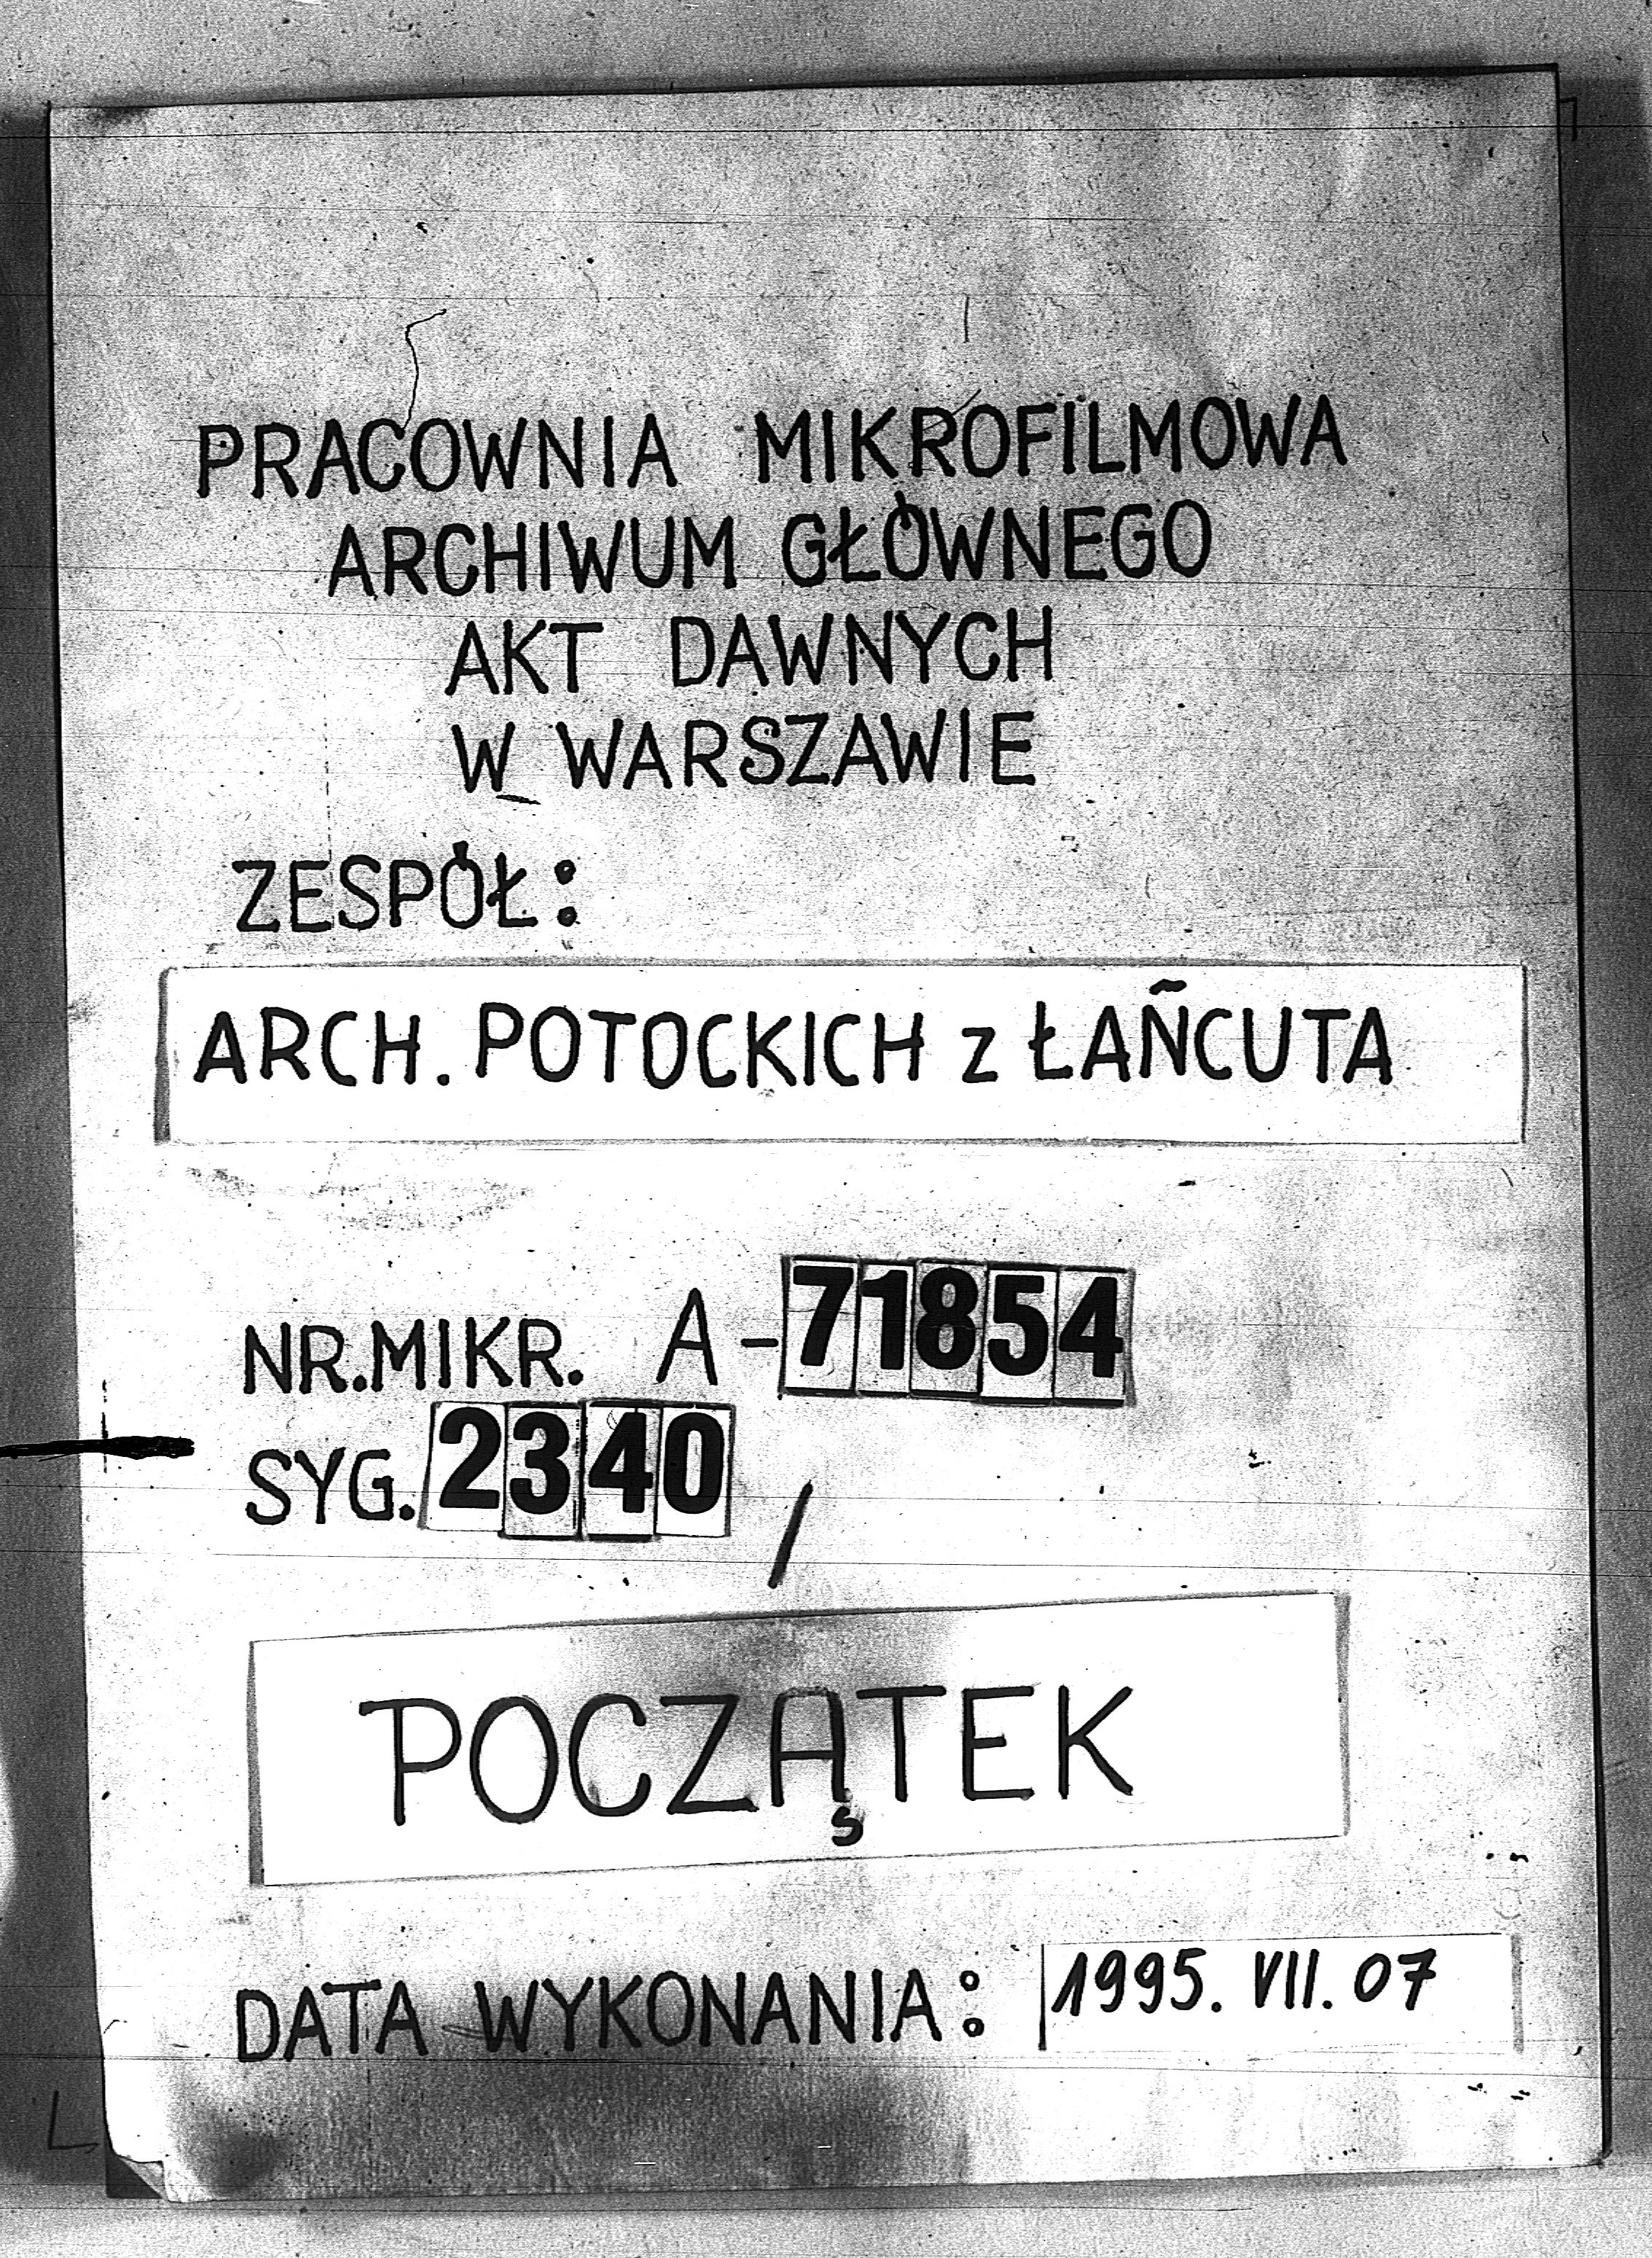 PRACOWNIA MIKROFILMOWA
ARCHIWUM GŁÓWNEGO
AKT DAWNYCH
W WARSZAWIE
ZESPÓŁ:
ARCH. POTOCKICH z ŁAŃCUTA
NR.MIKR. A-71854
SYG. 2340 /
POCZĄTEK
DATA WYKONANIA: 1995. VII. 07